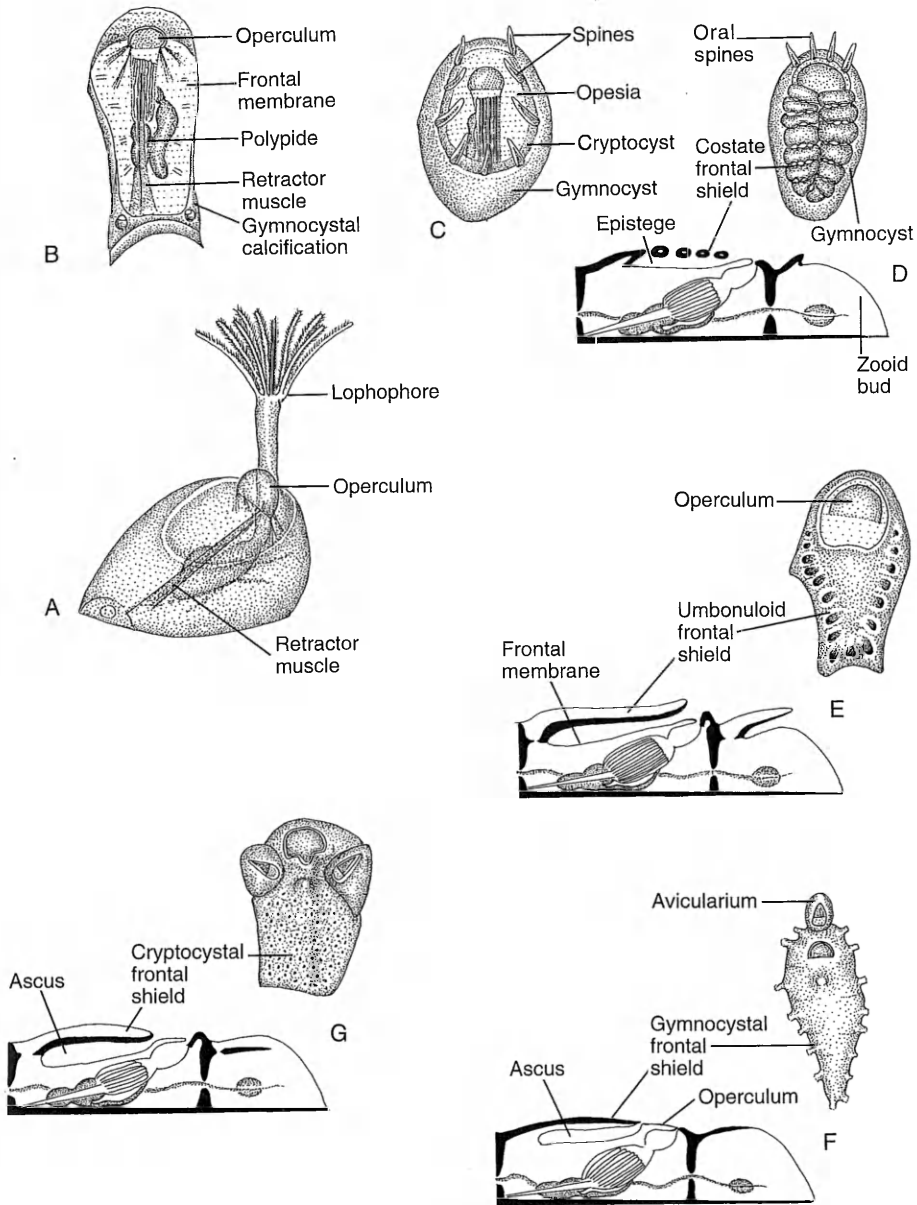 Operculum
Frontal
membrane
Polypide
Retractor
muscle
Gymnocystal
calcification
B
Spines
Opesia
Cryptocyst
Gymnocyst
C
Oral
spines
Costate
frontal
shield
Epistege
Gymnocyst
D
Zooid
bud
Lophophore
Operculum
A
Retractor
muscle
Operculum
Umbonuloid
frontal
shield
Frontal
membrane
E
Cryptocystal
frontal
shield
Ascus
G
Avicularium
Gymnocystal
frontal
shield
Ascus
Operculum
F